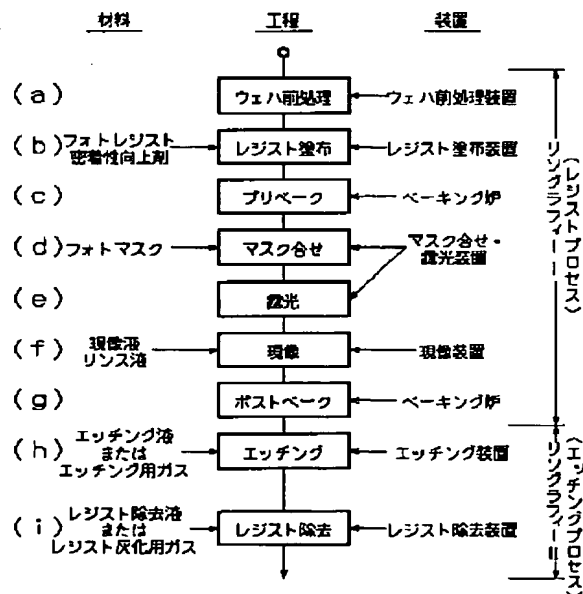 材料 工程 装置
(a) ウェハ前処理 ウェハ前処理装置
(b) フォトレジスト
密着性向上剤 レジスト塗布 レジスト塗布装置
(c) プリベーク ベーキング炉
(d) フォトマスク マスク合せ マスク合せ・
露光装置
(e) 露光
(f) 現像液
リンス液 現像 現像装置
(g) ポストベーク ベーキング炉
(h) エッチング液
または
エッチング用ガス エッチング エッチング装置
(i) レジスト除去液
または
レジスト灰化用ガス レジスト除去 レジスト除去装置
リソグラフィーⅠ
(レジストプロセス)
リソグラフィーⅡ
(エッチングプロセス)